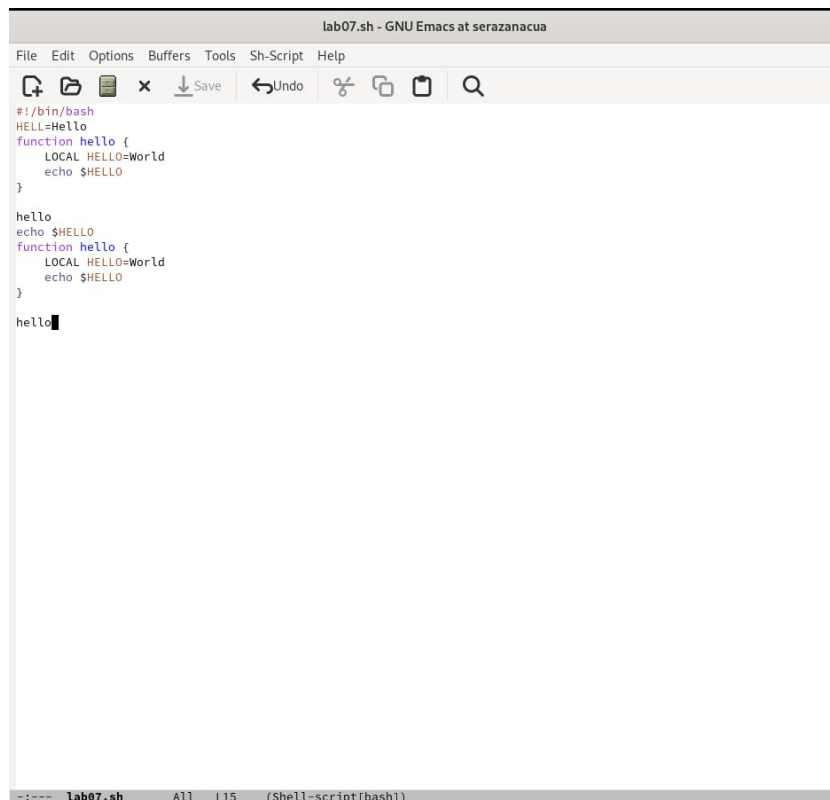 lab07.sh - GNU Emacs at serazanacua
File Edit Options Buffers Tools Sh-Script Help
Save Undo
#!/bin/bash
HELL=Hello
function hello {
    LOCAL HELLO=World
    echo $HELLO
}
hello
echo $HELLO
function hello {
    LOCAL HELLO=World
    echo $HELLO
}
hello
-:--- lab07.sh All L15 (Shell-script[bash])